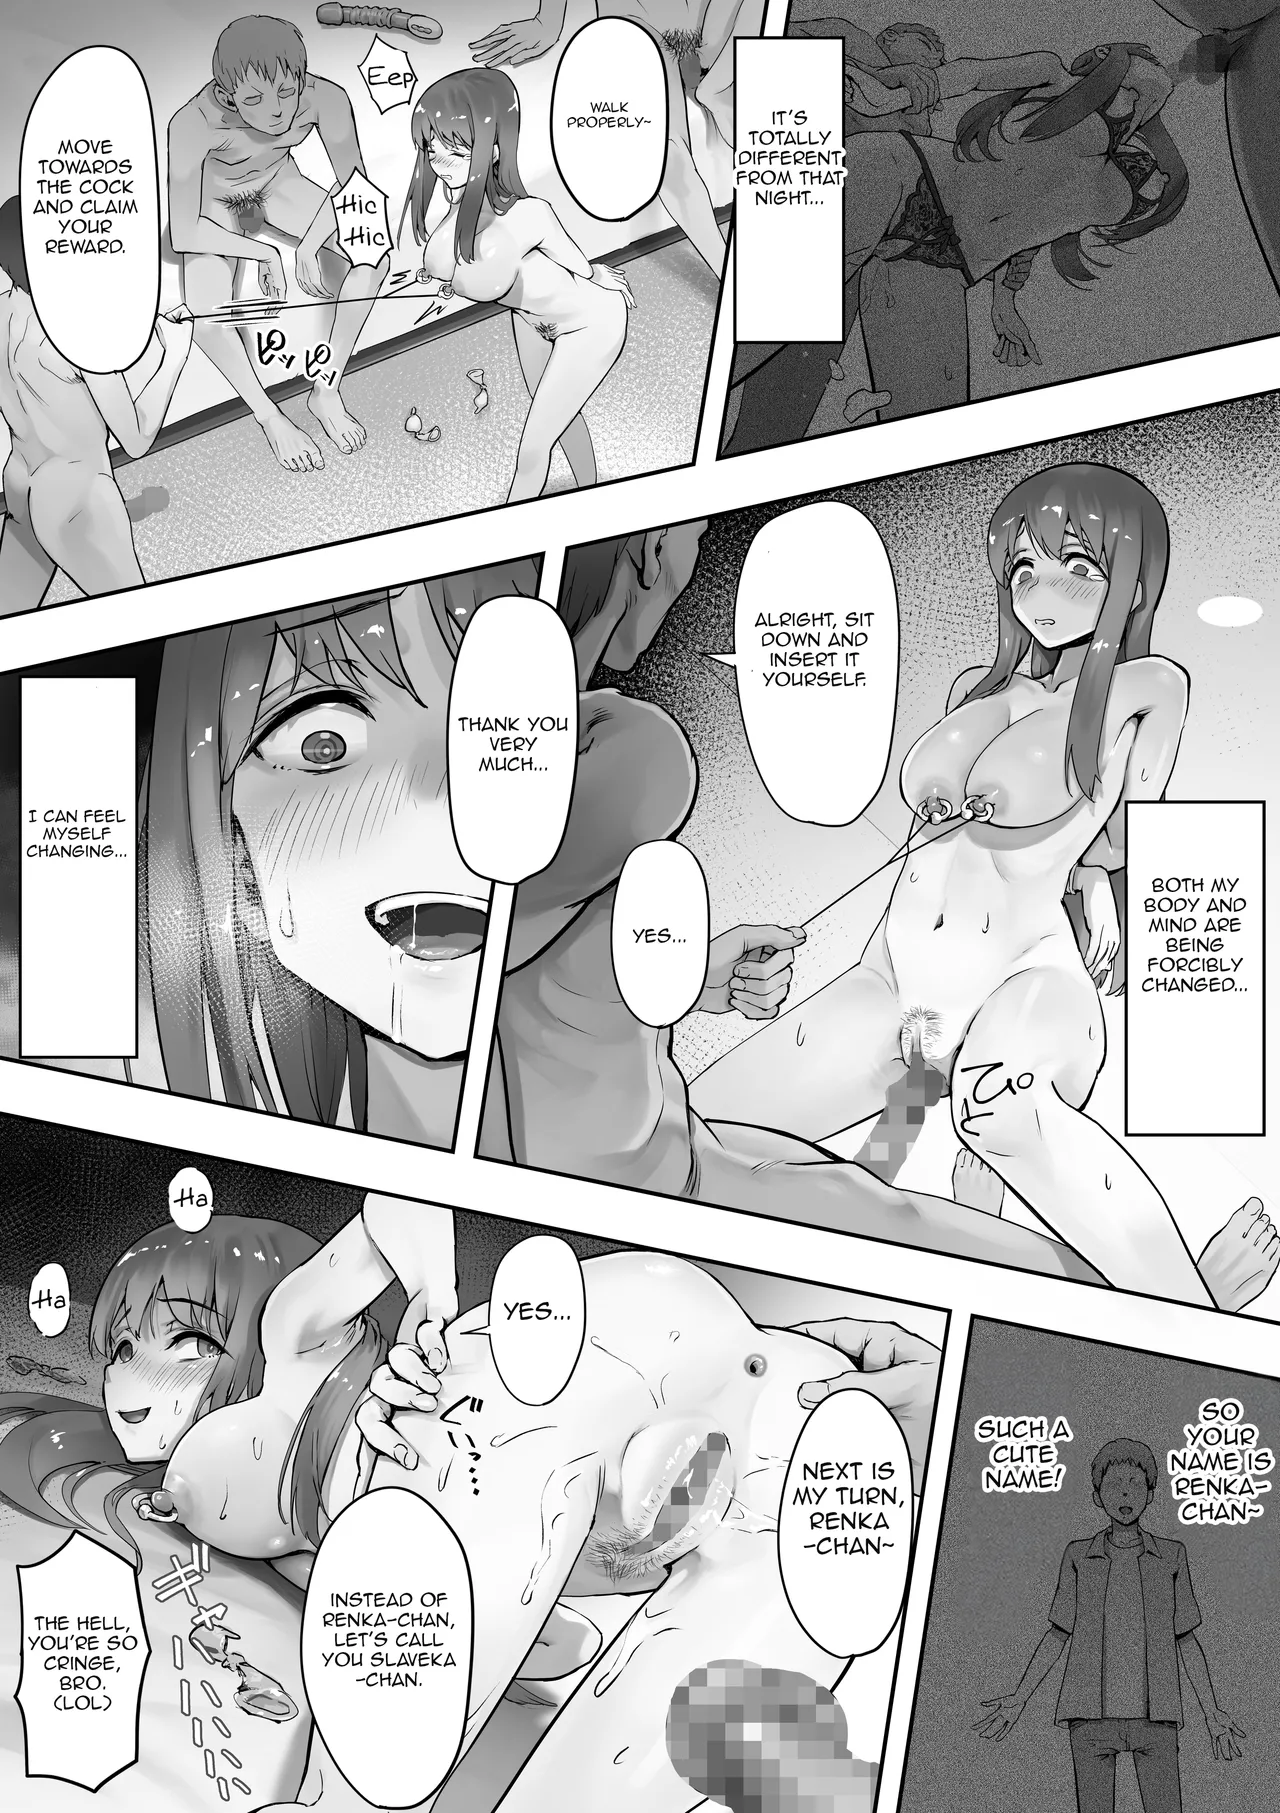 IT'S
TOTALLY
DIFFERENT
FROM THAT
NIGHT...
WALK
PROPERLY~
Eep
Hic
Hic
MOVE
TOWARDS
THE COCK
AND CLAIM
YOUR
REWARD.
ピッ
ピッ
ALRIGHT, SIT
DOWN AND
INSERT IT
YOURSELF.
YES...
BOTH MY
BODY AND
MIND ARE
BEING
FORCIBLY
CHANGED...
THANK YOU
VERY
MUCH...
I CAN FEEL
MYSELF
CHANGING...
SO
YOUR
NAME IS
RENKA-
CHAN~
SUCH A
CUTE
NAME!
NEXT IS
MY TURN,
RENKA
-CHAN~
YES...
Ha
Ha
INSTEAD OF
RENKA-CHAN,
LET'S CALL
YOU SLAVEKA
-CHAN.
THE HELL,
YOU'RE SO
CRINGE,
BRO.
(LOL)